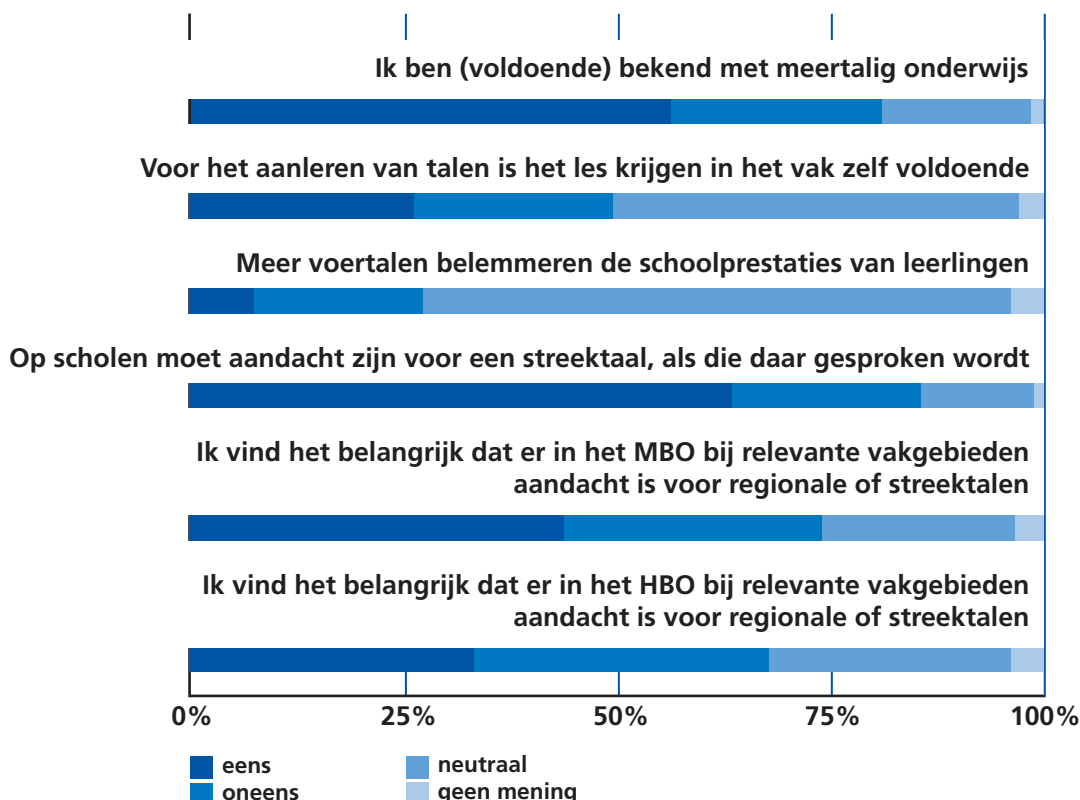 Ik ben (voldoende) bekend met meertalig onderwijs
Voor het aanleren van talen is het les krijgen in het vak zelf voldoende
Meer voertalen belemmeren de schoolprestaties van leerlingen
Op scholen moet aandacht zijn voor een streektaal, als die daar gesproken wordt
Ik vind het belangrijk dat er in het MBO bij relevante vakgebieden
aandacht is voor regionale of streektalen
Ik vind het belangrijk dat er in het HBO bij relevante vakgebieden
aandacht is voor regionale of streektalen
0% 25% 50% 75% 100%
eens neutraal
oneens geen mening